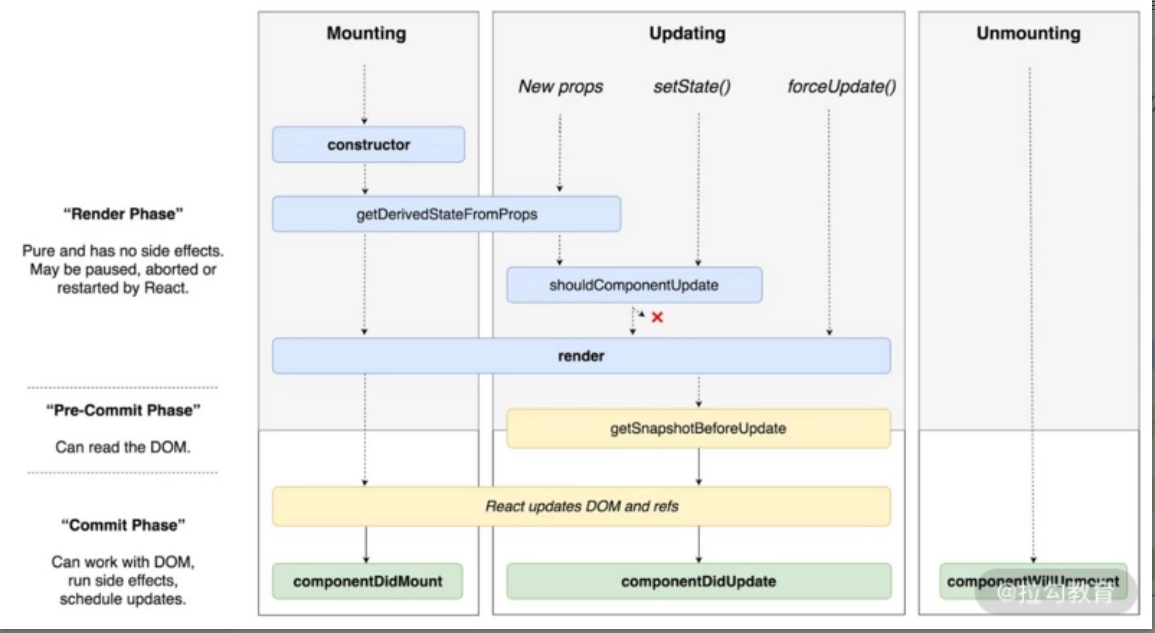 Mounting
Updating
Unmounting
New props
setState()
forceUpdate()
constructor
“Render Phase”
Pure and has no side effects.
May be paused, aborted or
restarted by React.
getDerivedStateFromProps
shouldComponentUpdate
render
“Pre-Commit Phase”
Can read the DOM.
getSnapshotBeforeUpdate
React updates DOM and refs
“Commit Phase”
Can work with DOM,
run side effects,
schedule updates.
componentDidMount
componentDidUpdate
componentWillUnmount
@拉勾教育